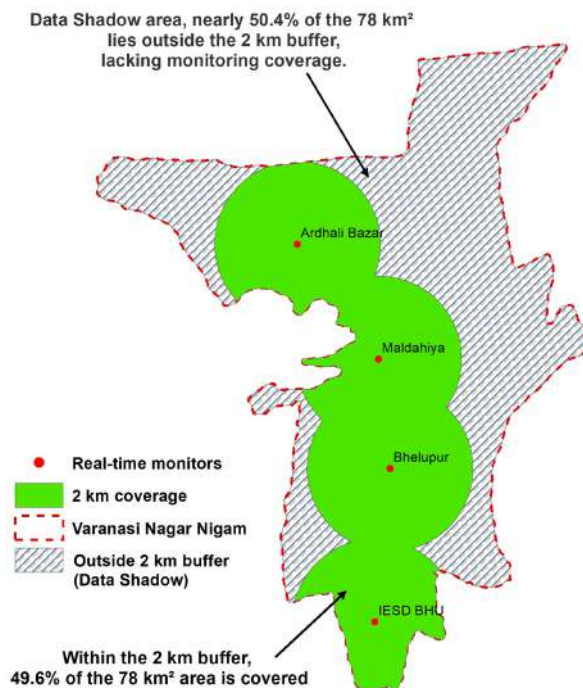 Data Shadow area, nearly 50.4% of the 78 km²
lies outside the 2 km buffer,
lacking monitoring coverage.
Ardhali Bazar
Maldahiya
Bhelupur
Real-time monitors
2 km coverage
Varanasi Nagar Nigam
Outside 2 km buffer
(Data Shadow)
IESD BHU
Within the 2 km buffer,
49.6% of the 78 km² area is covered